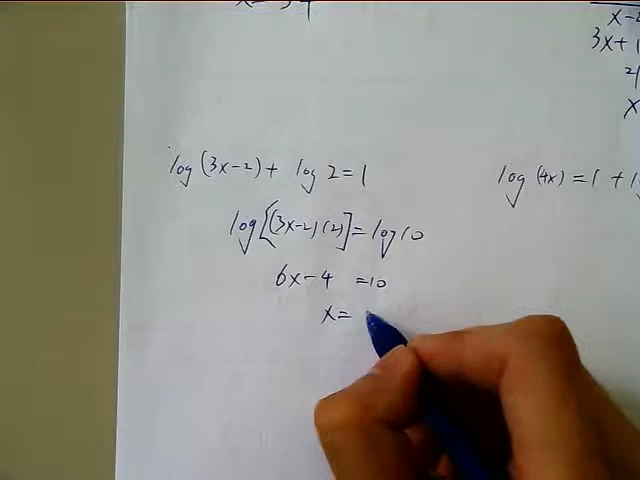 log (3x-2) + log 2 = 1
log [(3x-2)(2)] = log 10
6x-4 = 10
x =
x-
3x+1
x
log (4x) = 1 +